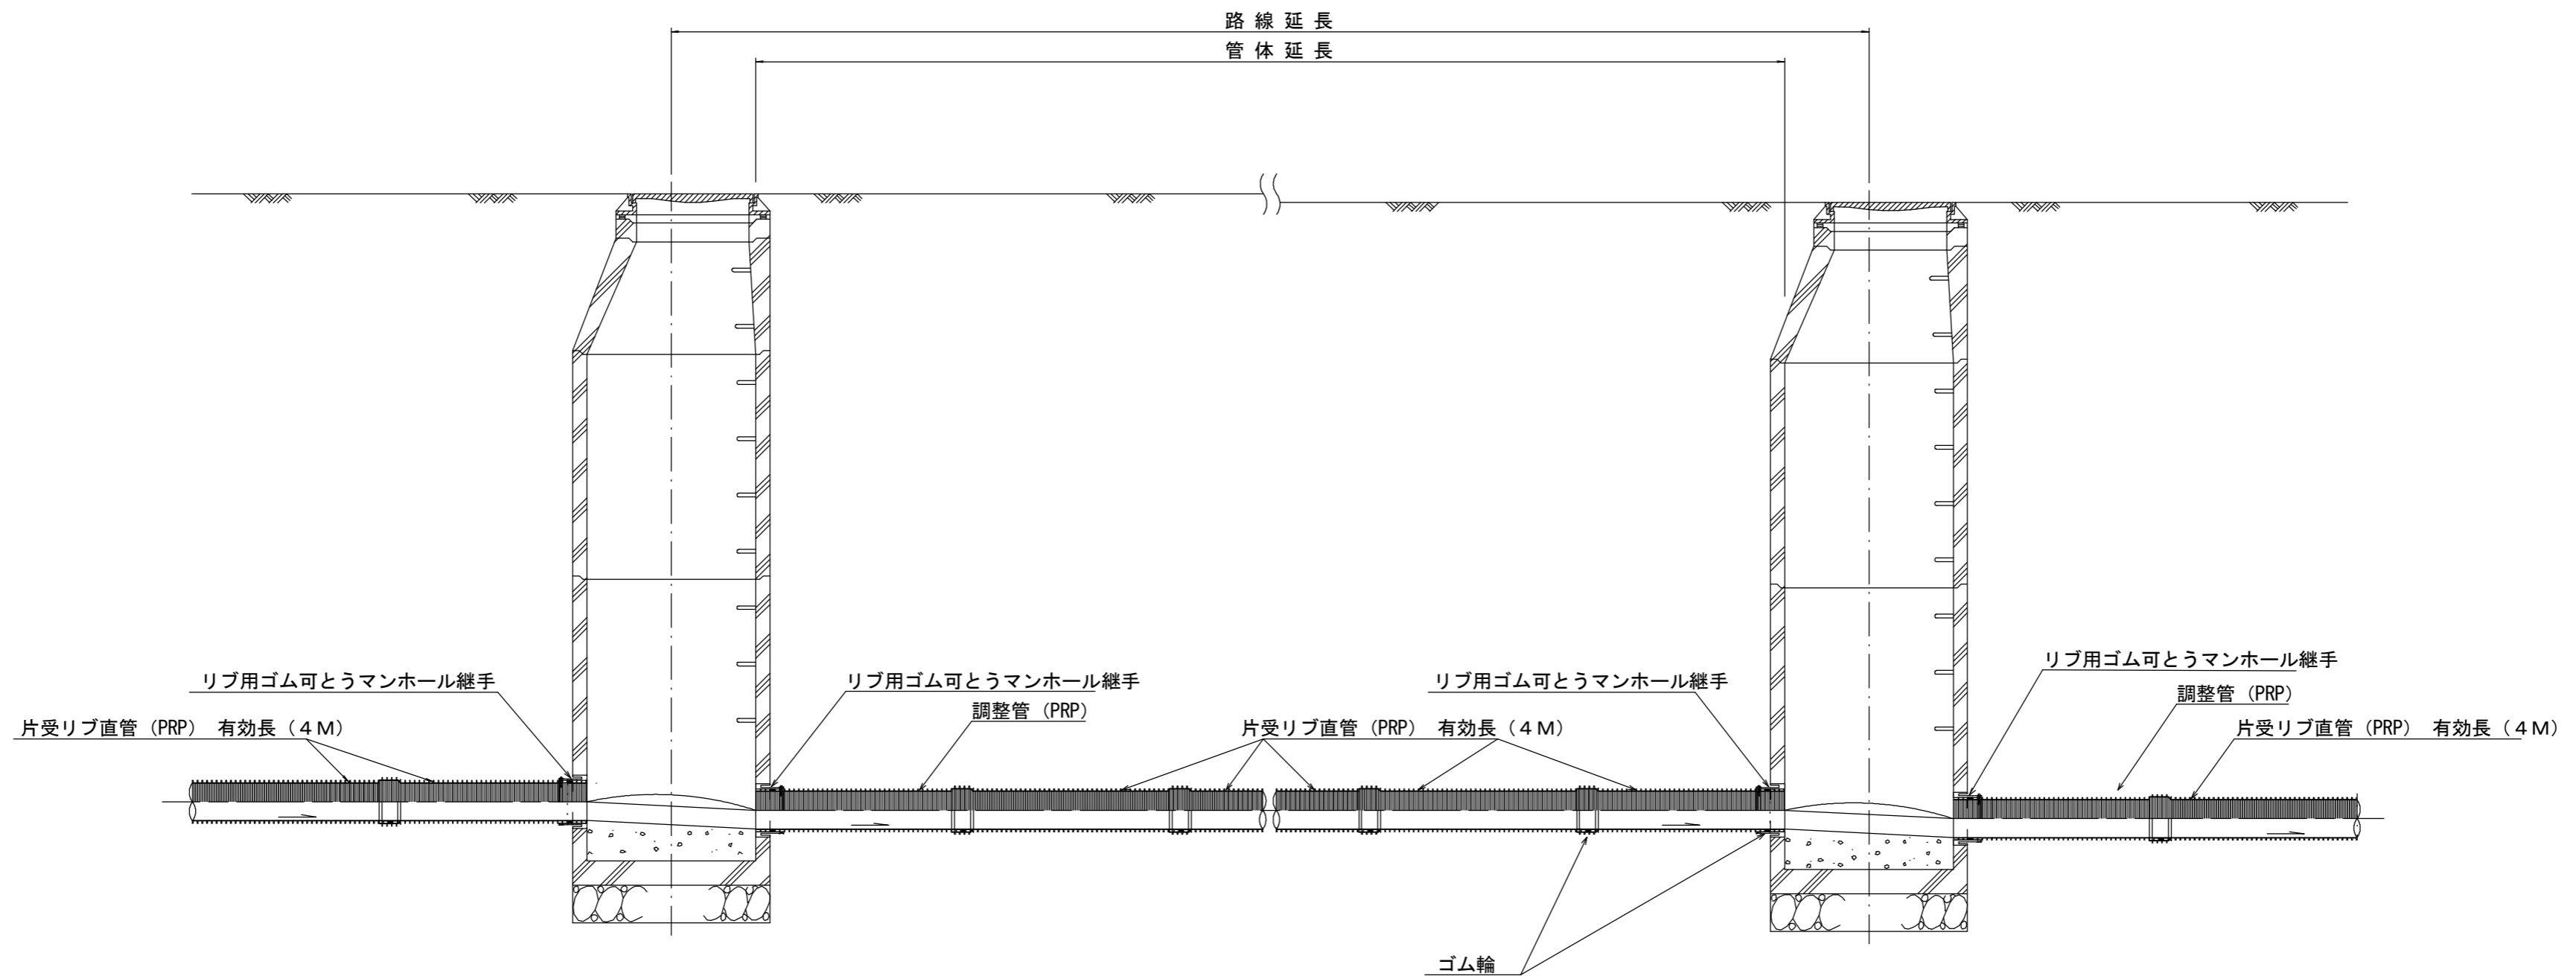 路線延長
管体延長
リブ用ゴム可とうマンホール継手
片受リブ直管（PRP） 有効長（４Ｍ）
リブ用ゴム可とうマンホール継手
調整管（PRP）
片受リブ直管（PRP） 有効長（４Ｍ）
リブ用ゴム可とうマンホール継手
リブ用ゴム可とうマンホール継手
調整管（PRP）
片受リブ直管（PRP） 有効長（４Ｍ）
ゴム輪